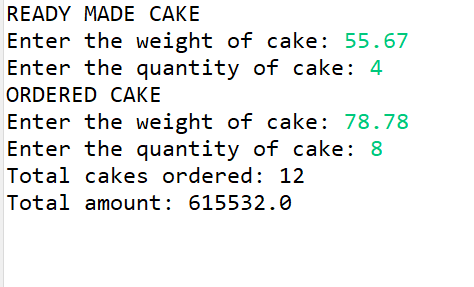 READY MADE CAKE
Enter the weight of cake: 55.67
Enter the quantity of cake: 4
ORDERED CAKE
Enter the weight of cake: 78.78
Enter the quantity of cake: 8
Total cakes ordered: 12
Total amount: 615532.0